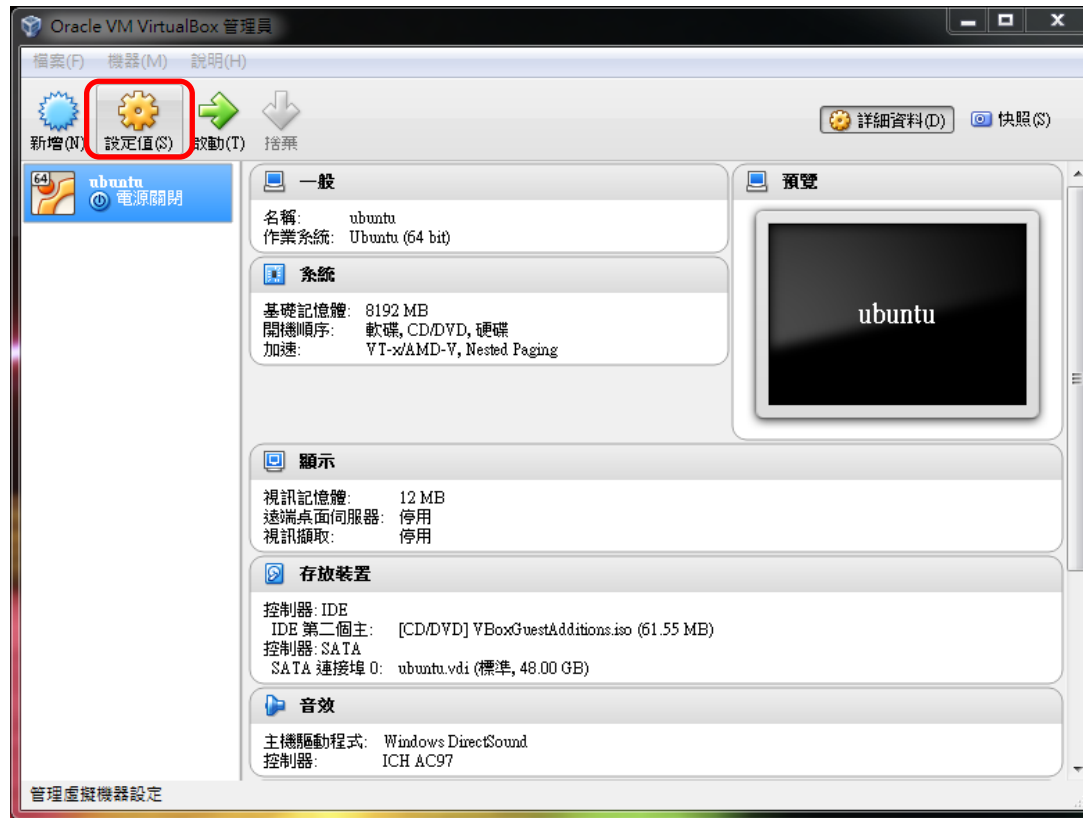 Oracle VM VirtualBox 管理員
檔案(F) 機器(M) 說明(H)
新增(N) 設定值(S) 啟動(T) 捨棄
詳細資料(D) 快照(S)
64 ubuntu
電源關閉
一般
名稱: ubuntu
作業系統: Ubuntu (64 bit)
系統
基礎記憶體: 8192 MB
開機順序: 軟碟, CD/DVD, 硬碟
加速: VT-x/AMD-V, Nested Paging
預覽
ubuntu
顯示
視訊記憶體: 12 MB
遠端桌面伺服器: 停用
視訊擷取: 停用
存放裝置
控制器: IDE
IDE 第二個主: [CD/DVD] VBoxGuestAdditions.iso (61.55 MB)
控制器: SATA
SATA 連接埠 0: ubuntu.vdi (標準, 48.00 GB)
音效
主機驅動程式: Windows DirectSound
控制器: ICH AC97
管理虛擬機器設定